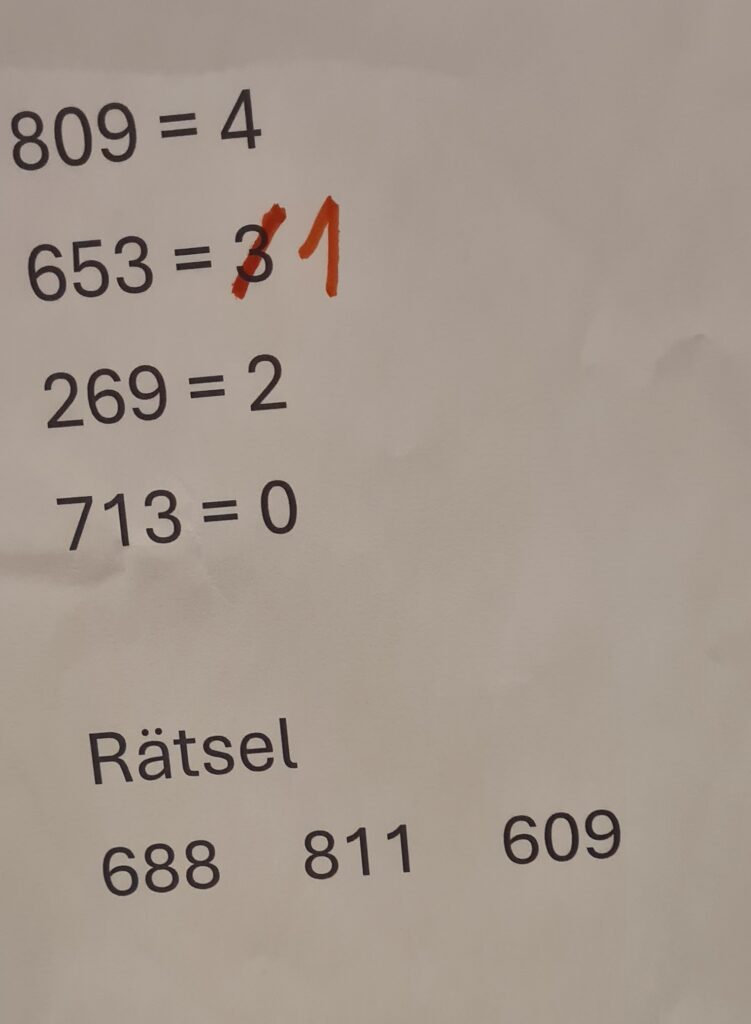 809 = 4
653 = 3 1
269 = 2
713 = 0
Rätsel
688 811 609